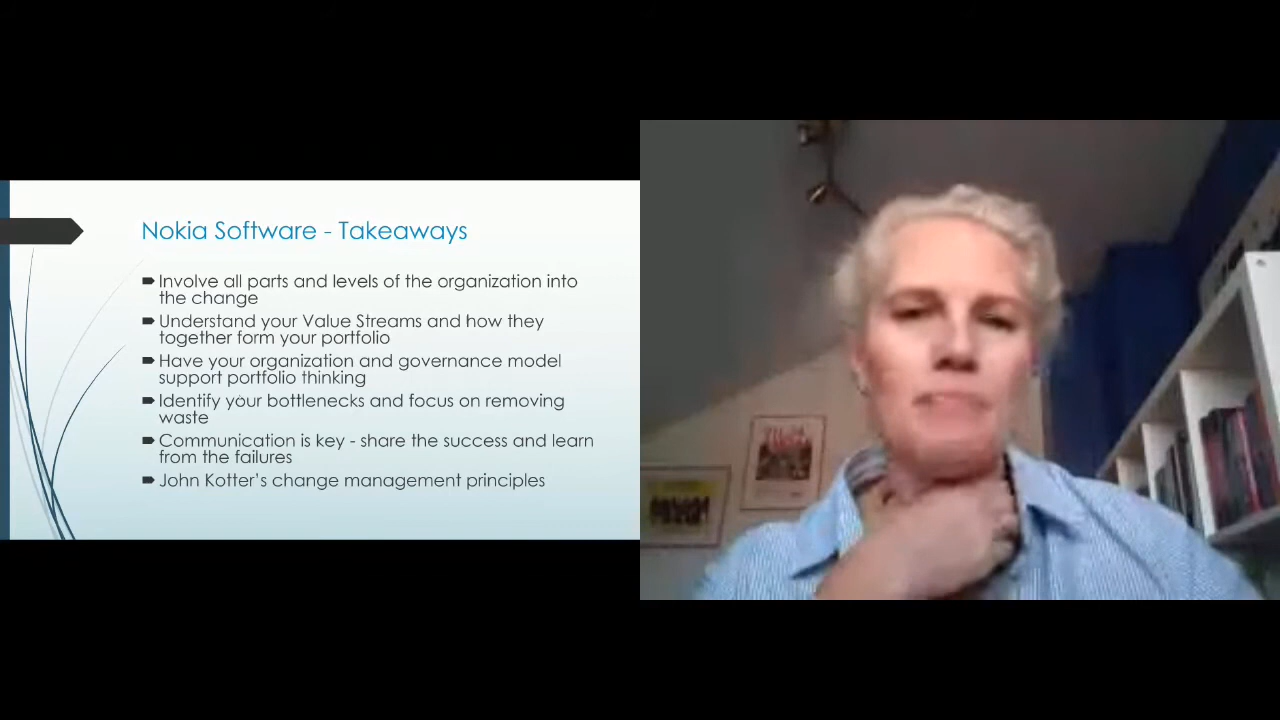 Nokia Software - Takeaways
Involve all parts and levels of the organization into
the change
Understand your Value Streams and how they
together form your portfolio
Have your organization and governance model
support portfolio thinking
Identify your bottlenecks and focus on removing
waste
Communication is key - share the success and learn
from the failures
John Kotter's change management principles